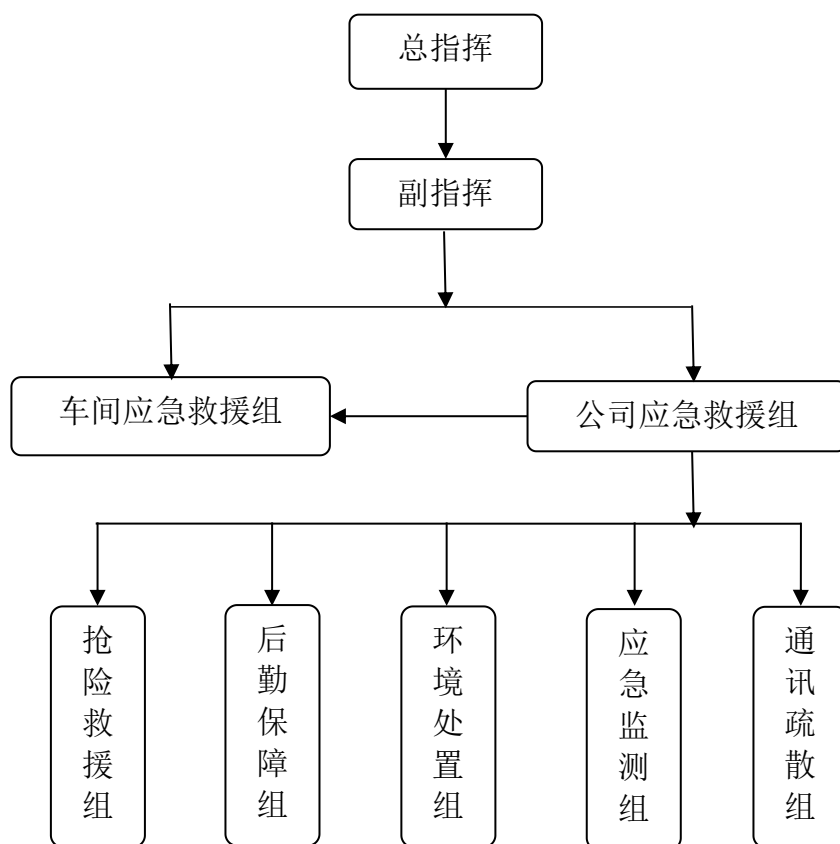 总指挥
副指挥
车间应急救援组
公司应急救援组
抢险救援组
后勤保障组
环境处置组
应急监测组
通讯疏散组